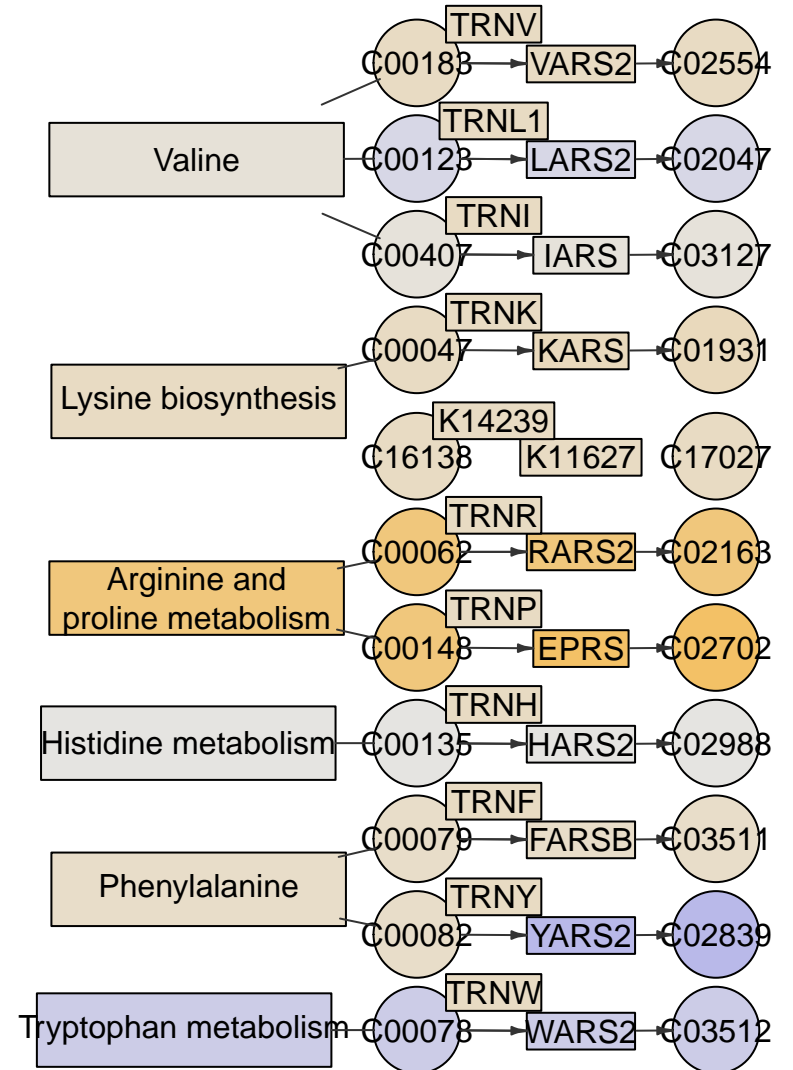 TRNV
C00183
VARS2
C02554
Valine
TRNL1
C00123
LARS2
C02047
TRNI
C00407
IARS
C03127
TRNK
C00047
KARS
C01931
Lysine biosynthesis
K14239
C16138
K11627
C17027
TRNR
C00062
RARS2
C02163
Arginine and
proline metabolism
TRNP
C00148
EPRS
C02702
TRNH
Histidine metabolism
C00135
HARS2
C02988
TRNF
C00079
FARSB
C03511
Phenylalanine
TRNY
C00082
YARS2
C02839
TRNW
Tryptophan metabolism
C00078
WARS2
C03512